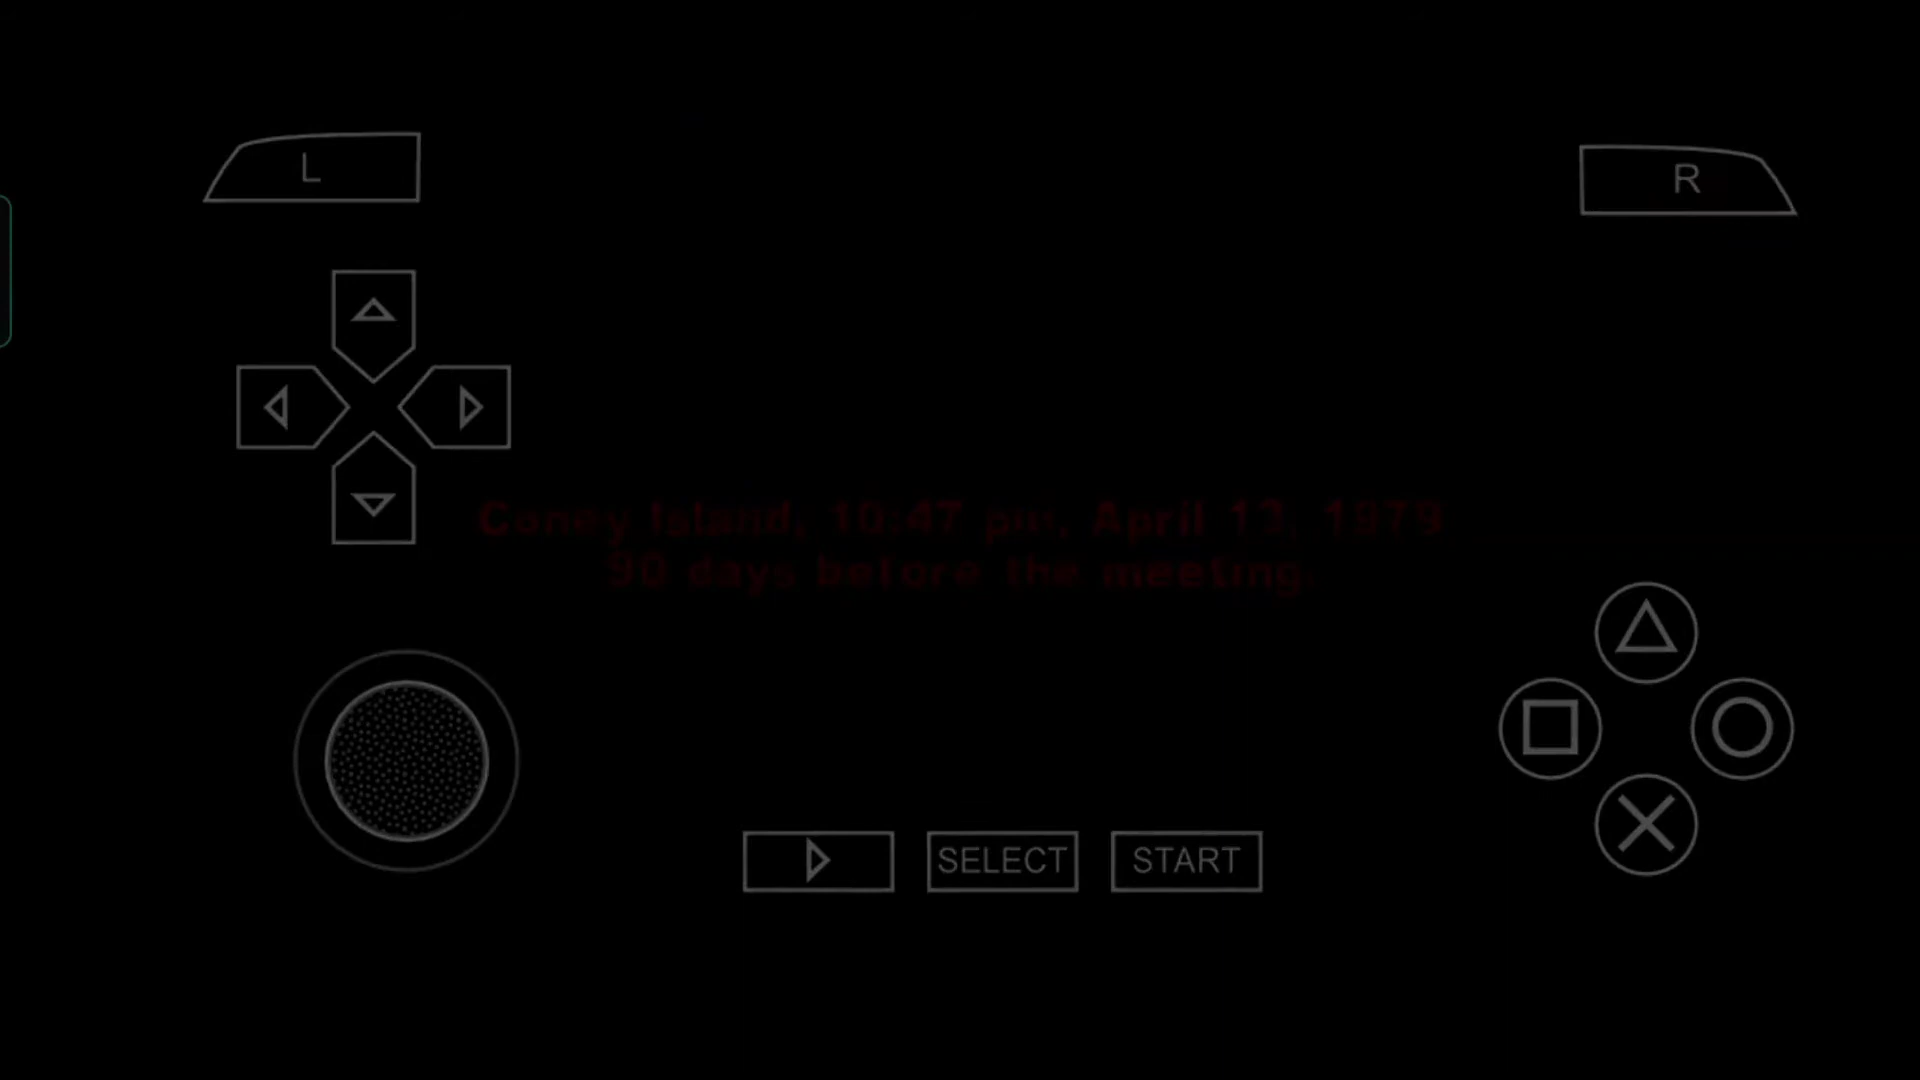 L
R
Coney Island, 10:47 pm, April 13, 1979
90 days before the meeting.
SELECT
START